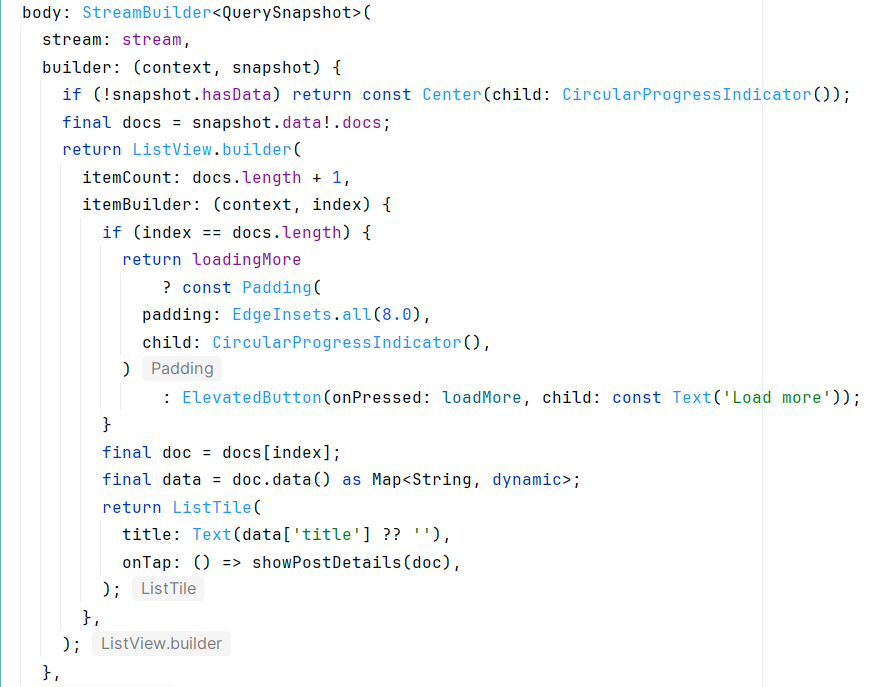 body: StreamBuilder<QuerySnapshot>(
  stream: stream,
  builder: (context, snapshot) {
    if (!snapshot.hasData) return const Center(child: CircularProgressIndicator());
    final docs = snapshot.data!.docs;
    return ListView.builder(
      itemCount: docs.length + 1,
      itemBuilder: (context, index) {
        if (index == docs.length) {
          return loadingMore
              ? const Padding(
            padding: EdgeInsets.all(8.0),
            child: CircularProgressIndicator(),
          ) Padding
              : ElevatedButton(onPressed: loadMore, child: const Text('Load more'));
        }
        final doc = docs[index];
        final data = doc.data() as Map<String, dynamic>;
        return ListTile(
          title: Text(data['title'] ?? ''),
          onTap: () => showPostDetails(doc),
        ); ListTile
      },
    ); ListView.builder
  },